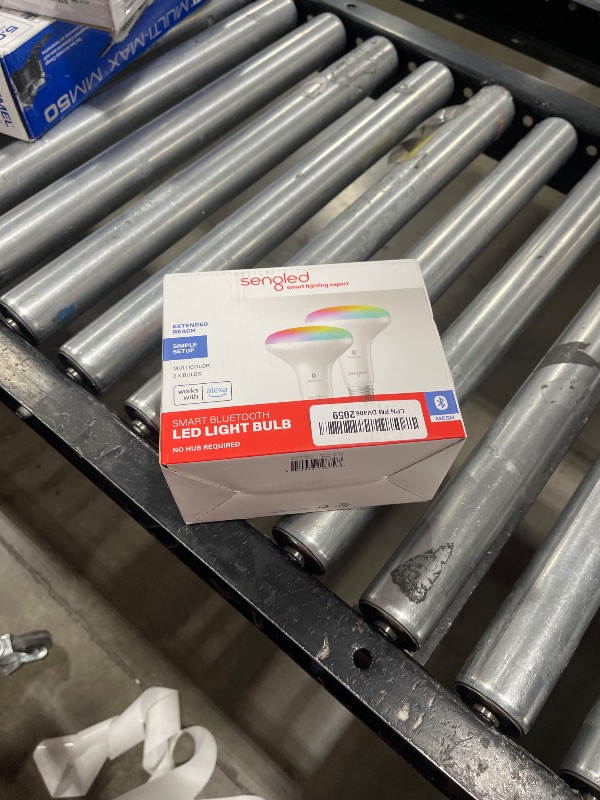 MULTI-MAX MM50
sengled
smart lighting expert
EXTENDED
REACH
SIMPLE
SETUP
MULTICOLOR
2 X BULBS
works
with
alexa
SMART BLUETOOTH
LED LIGHT BULB
NO HUB REQUIRED
MESH